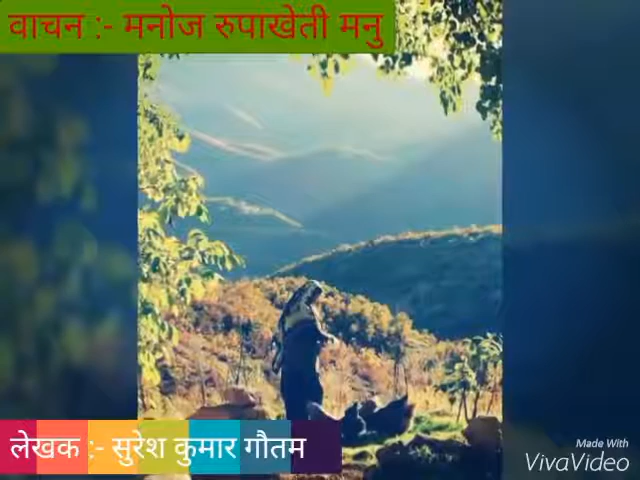 वाचन :- मनोज रुपाखेती मनु
लेखक :- सुरेश कुमार गौतम
Made With
VivaVideo